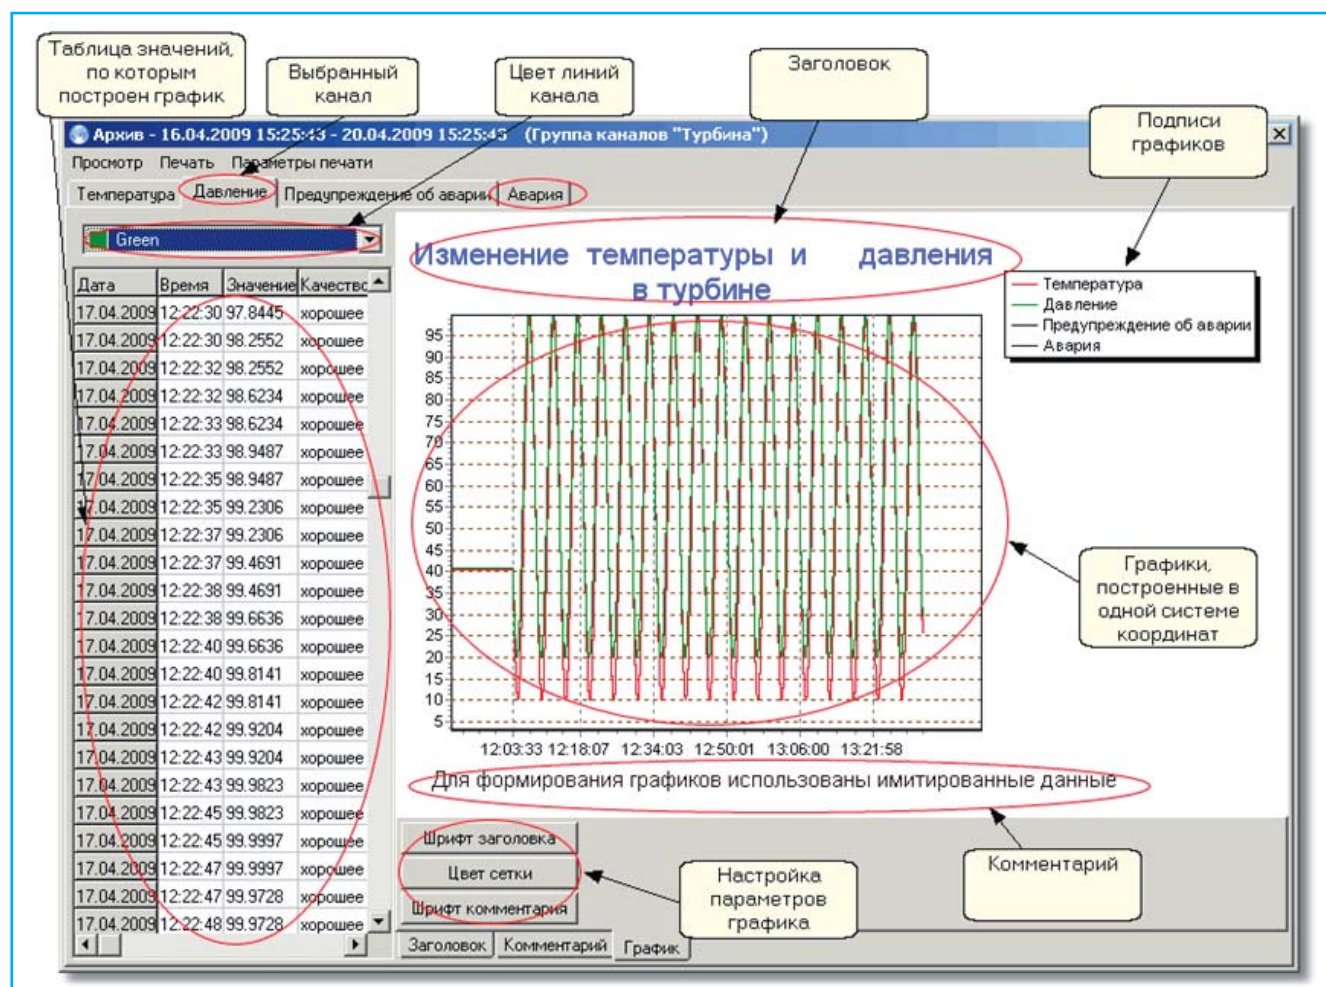 Таблица значений,
по которым
построен график
Выбранный
канал
Цвет линий
канала
Заголовок
Подписи
графиков
Архив - 16.04.2009 15:25:43 - 20.04.2009 15:25:43 (Группа каналов "Турбина")
Просмотр Печать Параметры печати
Температура Давление Предупреждение об аварии Авария
Green
Дата Время Значение Качество
17.04.2009 12:22:30 97.8445 хорошее
17.04.2009 12:22:30 98.2552 хорошее
17.04.2009 12:22:32 98.2552 хорошее
17.04.2009 12:22:32 98.6234 хорошее
17.04.2009 12:22:33 98.6234 хорошее
17.04.2009 12:22:33 98.9487 хорошее
17.04.2009 12:22:35 98.9487 хорошее
17.04.2009 12:22:35 99.2306 хорошее
17.04.2009 12:22:37 99.2306 хорошее
17.04.2009 12:22:37 99.4691 хорошее
17.04.2009 12:22:38 99.4691 хорошее
17.04.2009 12:22:38 99.6636 хорошее
17.04.2009 12:22:40 99.6636 хорошее
17.04.2009 12:22:40 99.8141 хорошее
17.04.2009 12:22:42 99.8141 хорошее
17.04.2009 12:22:42 99.9204 хорошее
17.04.2009 12:22:43 99.9204 хорошее
17.04.2009 12:22:43 99.9823 хорошее
17.04.2009 12:22:45 99.9823 хорошее
17.04.2009 12:22:45 99.9997 хорошее
17.04.2009 12:22:47 99.9997 хорошее
17.04.2009 12:22:47 99.9728 хорошее
17.04.2009 12:22:48 99.9728 хорошее
Изменение температуры и давления
в турбине
Температура
Давление
Предупреждение об аварии
Авария
95
90
85
80
75
70
65
60
55
50
45
40
35
30
25
20
15
10
5
12:03:33 12:18:07 12:34:03 12:50:01 13:06:00 13:21:58
Графики,
построенные в
одной системе
координат
Для формирования графиков использованы имитированные данные
Шрифт заголовка
Цвет сетки
Шрифт комментария
Настройка
параметров
графика
Комментарий
Заголовок Комментарий График